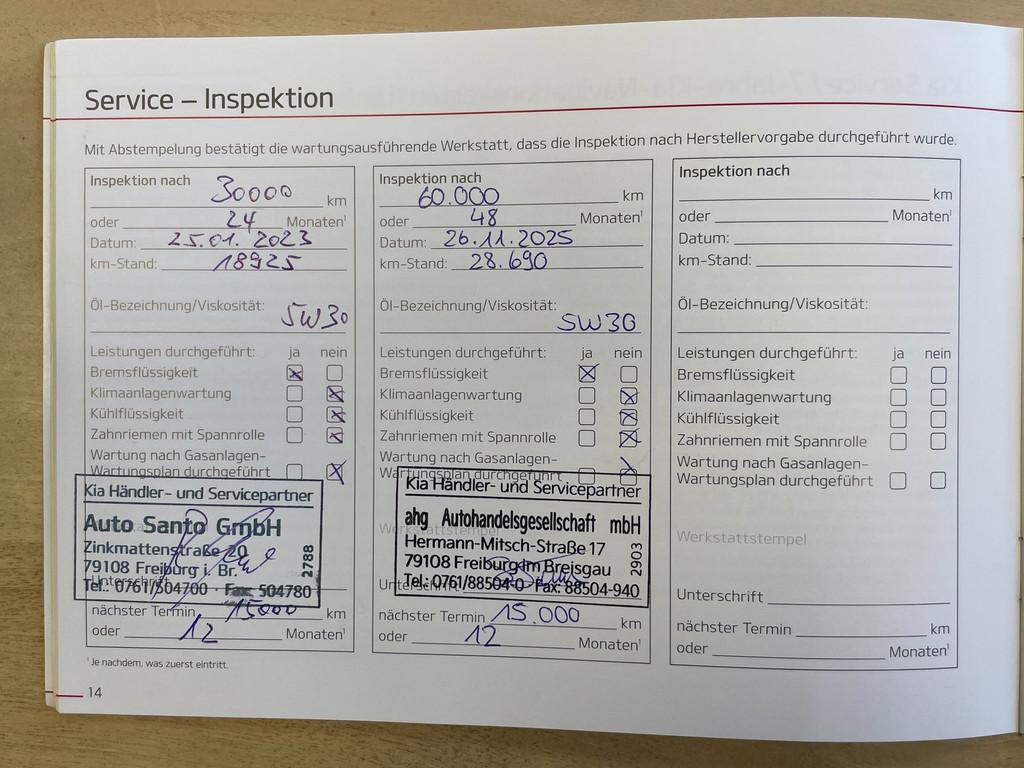 Service – Inspektion
Mit Abstempelung bestätigt die wartungsausführende Werkstatt, dass die Inspektion nach Herstellervorgabe durchgeführt wurde.
Inspektion nach 30000 km
oder 24 Monaten¹
Datum: 25.01.2023
km-Stand: 18925
Öl-Bezeichnung/Viskosität:
5W30
Leistungen durchgeführt: ja nein
Bremsflüssigkeit
Klimaanlagenwartung
Kühlflüssigkeit
Zahnriemen mit Spannrolle
Wartung nach Gasanlagen-
Wartungsplan durchgeführt
Kia Händler- und Servicepartner
Auto Santo GmbH
Zinkmattenstraße 20
79108 Freiburg i. Br.
2788
Unterschrift
Tel.: 0761/504700 · Fax: 504780
nächster Termin 15000 km
oder 12 Monaten¹
Inspektion nach
60.000 km
oder 48 Monaten¹
Datum: 26.11.2025
km-Stand: 28.690
Öl-Bezeichnung/Viskosität:
5W30
Leistungen durchgeführt: ja nein
Bremsflüssigkeit
Klimaanlagenwartung
Kühlflüssigkeit
Zahnriemen mit Spannrolle
Wartung nach Gasanlagen-
Wartungsplan durchgeführt
Kia Händler- und Servicepartner
ahg Autohandelsgesellschaft mbH
Werkstattstempel
Hermann-Mitsch-Straße 17
79108 Freiburg im Breisgau
2903
Unterschrift
Tel.: 0761/88504-0 Fax: 88504-940
nächster Termin 15.000 km
oder 12 Monaten¹
Inspektion nach
km
oder Monaten¹
Datum:
km-Stand:
Öl-Bezeichnung/Viskosität:
Leistungen durchgeführt: ja nein
Bremsflüssigkeit
Klimaanlagenwartung
Kühlflüssigkeit
Zahnriemen mit Spannrolle
Wartung nach Gasanlagen-
Wartungsplan durchgeführt
Werkstattstempel
Unterschrift
nächster Termin km
oder Monaten¹
¹ Je nachdem, was zuerst eintritt.
14